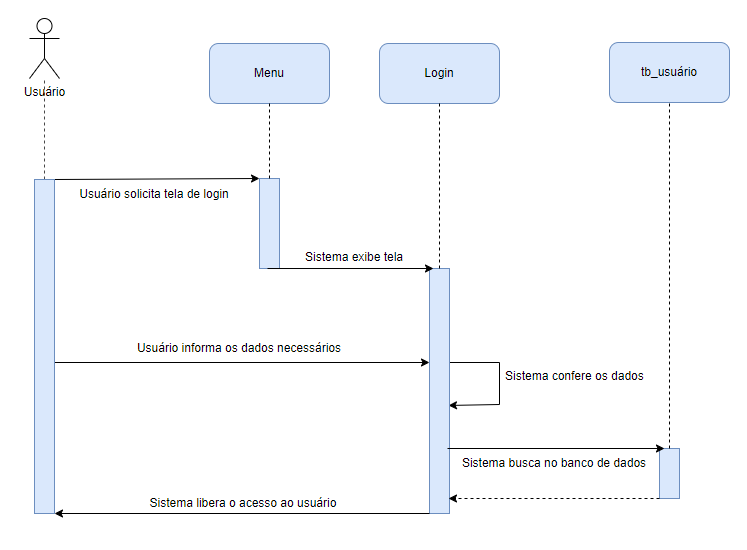 Usuário
Menu
Login
tb_usuário
Usuário solicita tela de login
Sistema exibe tela
Usuário informa os dados necessários
Sistema confere os dados
Sistema busca no banco de dados
Sistema libera o acesso ao usuário